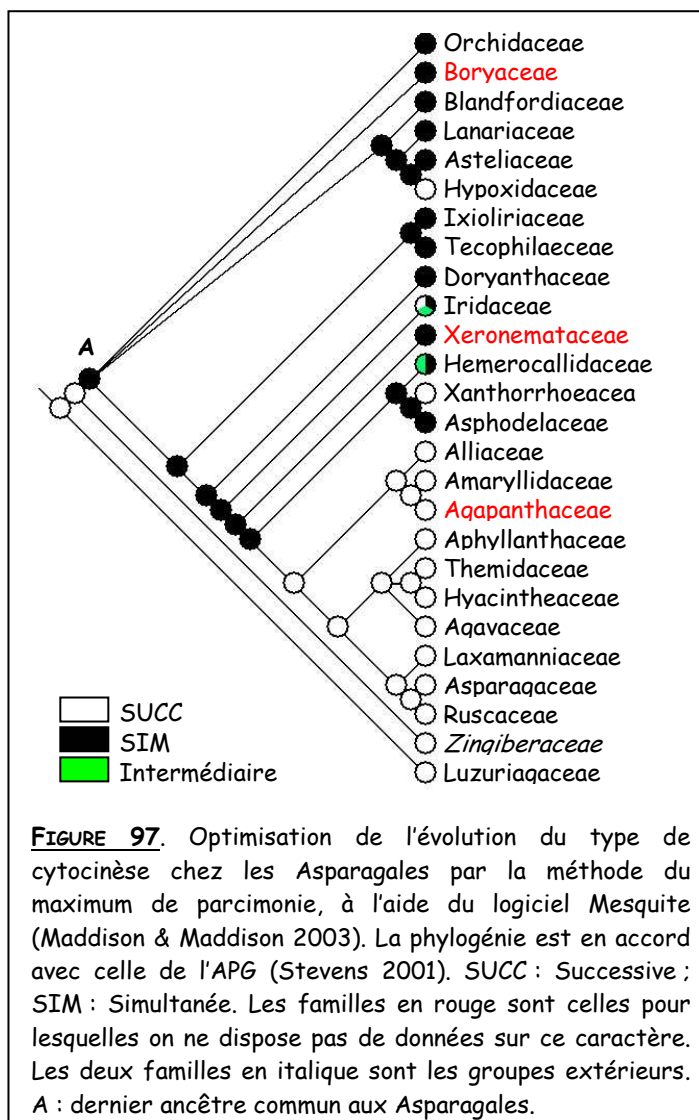 Orchidaceae
Boryaceae
Blandfordiaceae
Lanariaceae
Asteliaceae
Hypoxidaceae
Ixioliriaceae
Tecophilaeceae
Doryanthaceae
Iridaceae
Xeronemataceae
Hemerocallidaceae
Xanthorrhoeacea
Asphodelaceae
Alliaceae
Amaryllidaceae
Agapanthaceae
Aphyllanthaceae
Themidaceae
Hyacintheaceae
Agavaceae
Laxamanniaceae
Asparagaceae
Ruscaceae
Zingiberaceae
Luzuriagaceae
A
SUCC
SIM
Intermédiaire
FIGURE 97. Optimisation de l'évolution du type de
cytocinèse chez les Asparagales par la méthode du
maximum de parcimonie, à l'aide du logiciel Mesquite
(Maddison & Maddison 2003). La phylogénie est en accord
avec celle de l'APG (Stevens 2001). SUCC : Successive ;
SIM : Simultanée. Les familles en rouge sont celles pour
lesquelles on ne dispose pas de données sur ce caractère.
Les deux familles en italique sont les groupes extérieurs.
A : dernier ancêtre commun aux Asparagales.